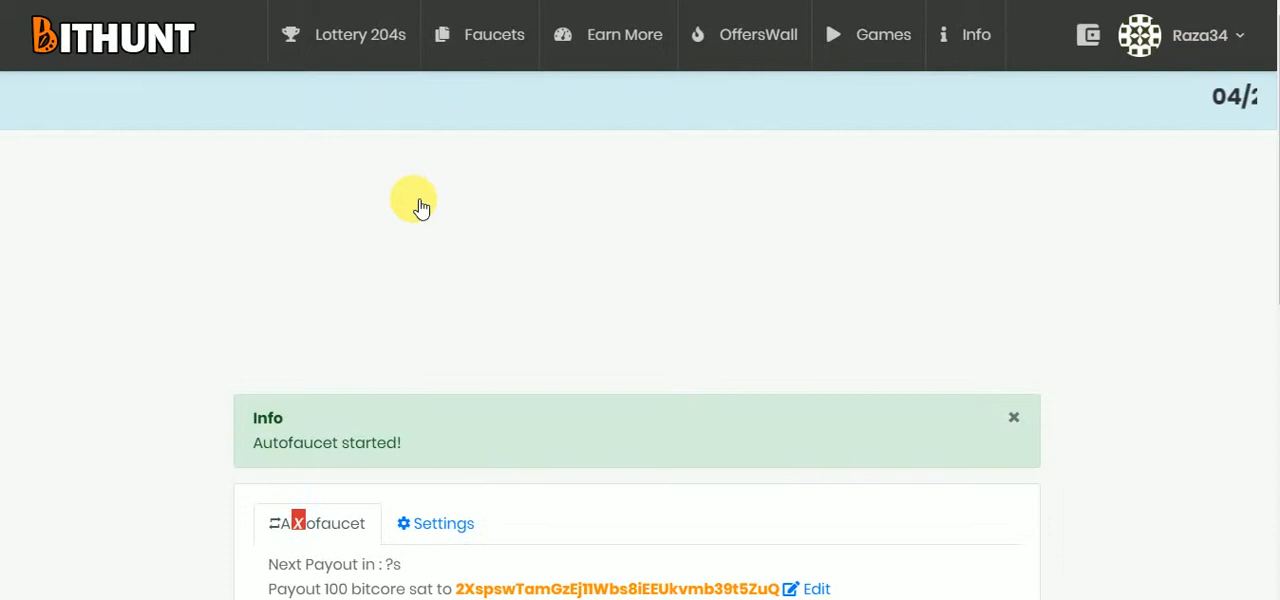 BITHUNT
Lottery 204s Faucets Earn More OffersWall Games Info Raza34
04/2
Info ×
Autofaucet started!
AXofaucet Settings
Next Payout in : ?s
Payout 100 bitcore sat to 2XspswTamGzEj11Wbs8iEEUkvmb39t5ZuQ Edit